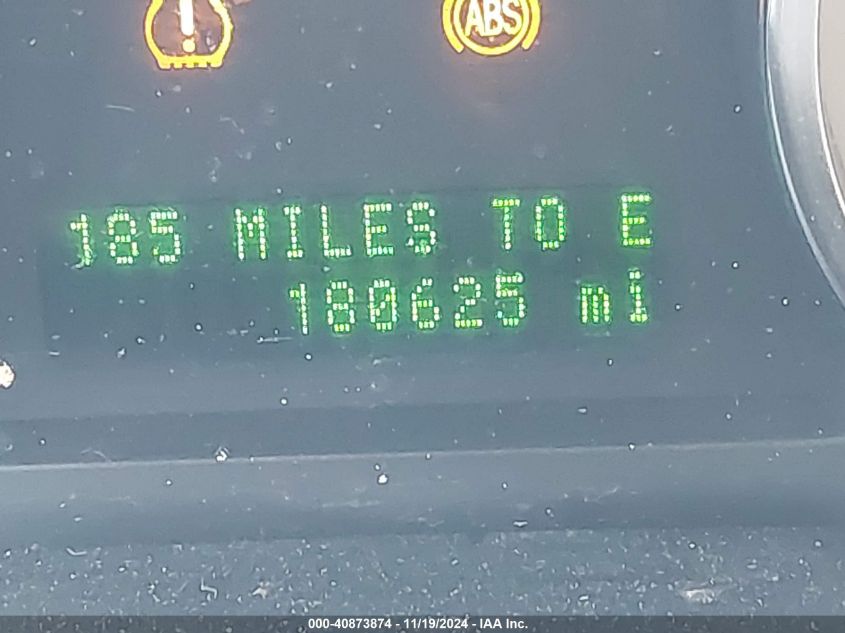 !
ABS
185 MILES TO E
180625 mi
000-40873874 - 11/19/2024 - IAA Inc.